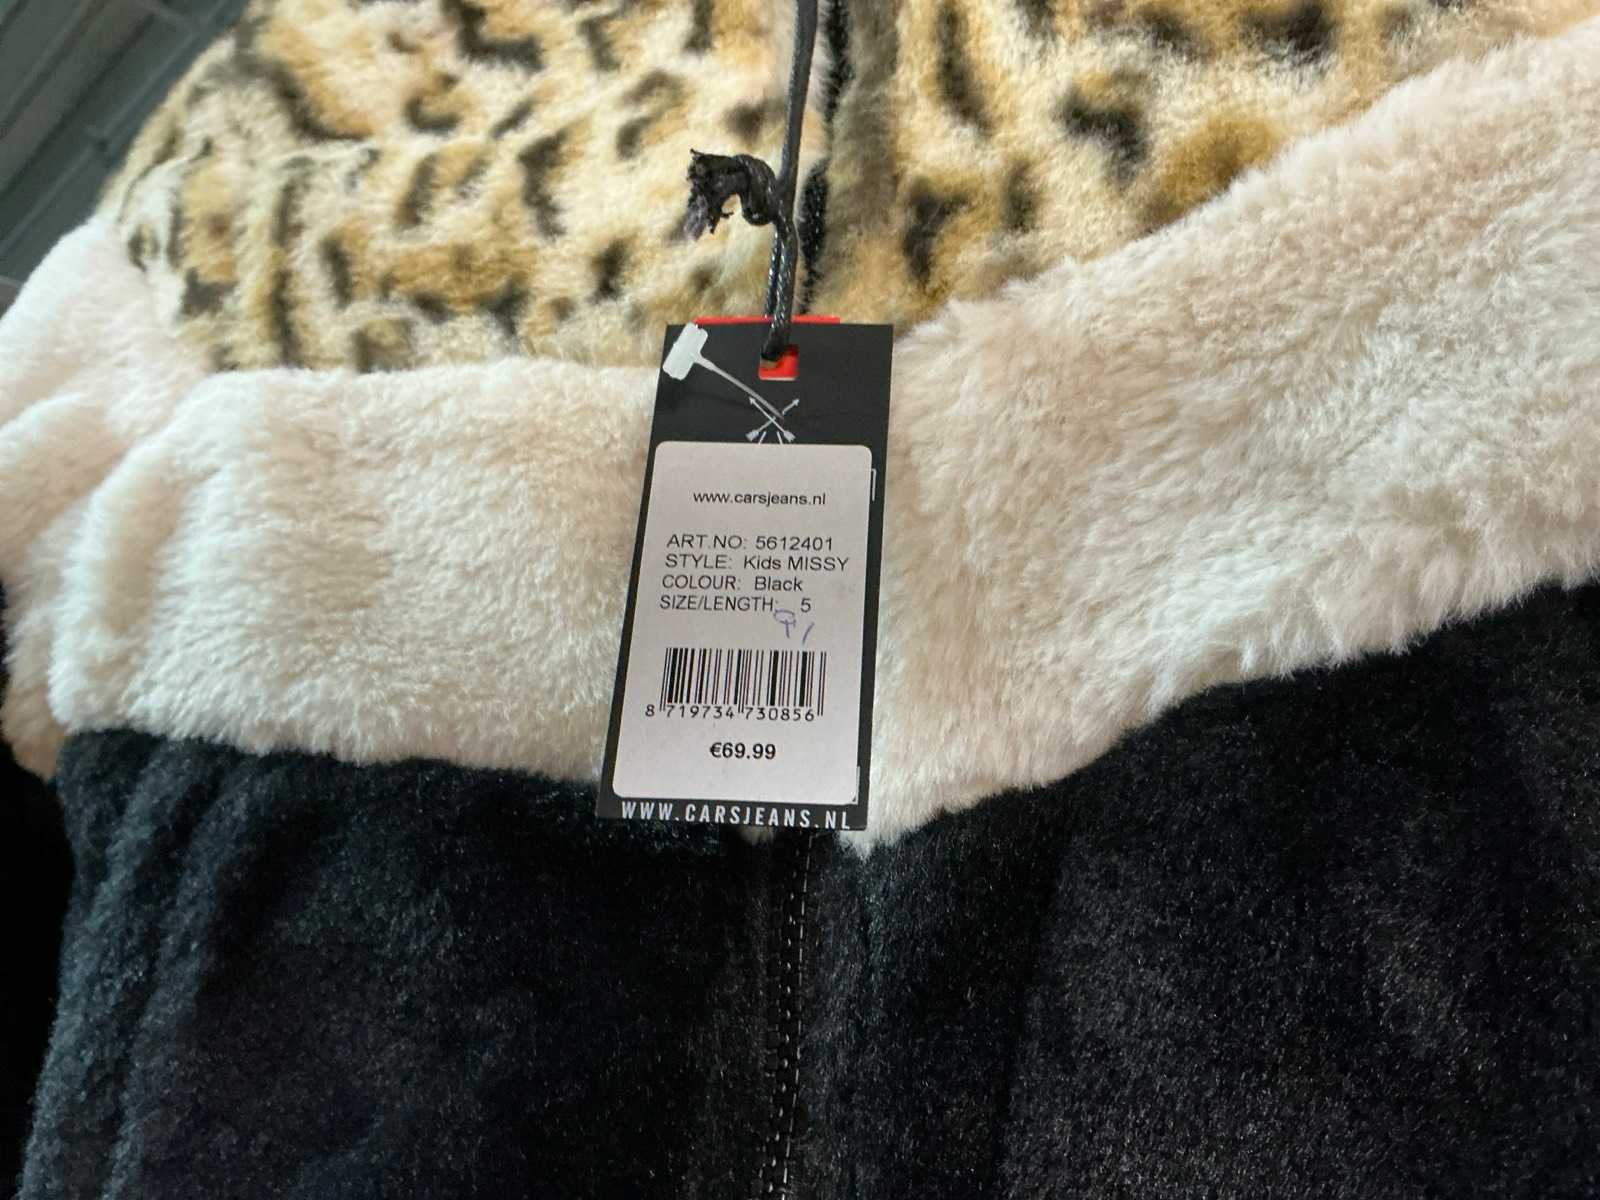 www.carsjeans.nl
ART.NO: 5612401
STYLE: Kids MISSY
COLOUR: Black
SIZE/LENGTH: 5
8 719734 730856
€69.99
WWW.CARSJEANS.NL